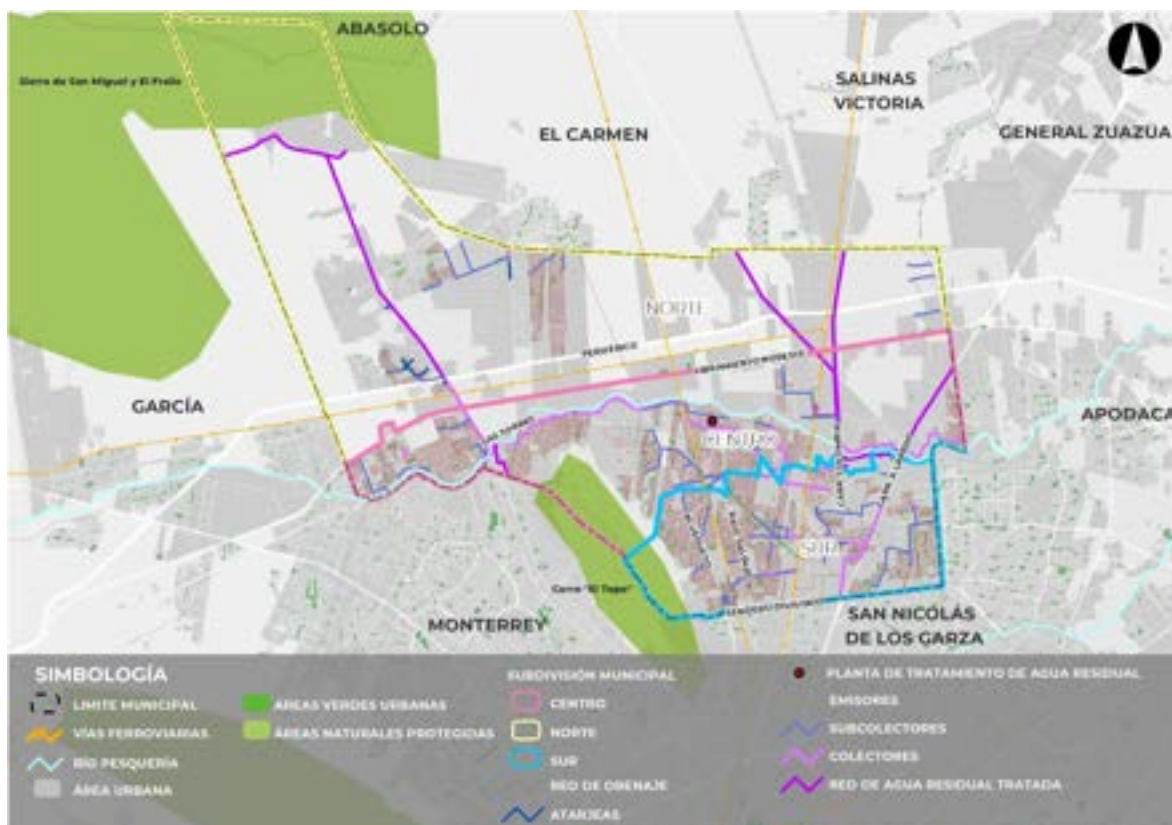 ABASOLO
Sierra de San Miguel y El Fraile
SALINAS
VICTORIA
EL CARMEN
GENERAL ZUAZUA
NORTE
PERIFÉRICO
GARCÍA
APODACA
CENTRO
SUR
Cerro "El Topo"
MONTERREY
SAN NICOLÁS
DE LOS GARZA
SIMBOLOGÍA
LIMITE MUNICIPAL
VÍAS FERROVIARIAS
RÍO PESQUERÍA
ÁREA URBANA
ÁREAS VERDES URBANAS
ÁREAS NATURALES PROTEGIDAS
SUBDIVISIÓN MUNICIPAL
CENTRO
NORTE
SUR
RED DE DRENAJE
ATARJEAS
PLANTA DE TRATAMIENTO DE AGUA RESIDUAL
EMISORES
SUBCOLECTORES
COLECTORES
RED DE AGUA RESIDUAL TRATADA